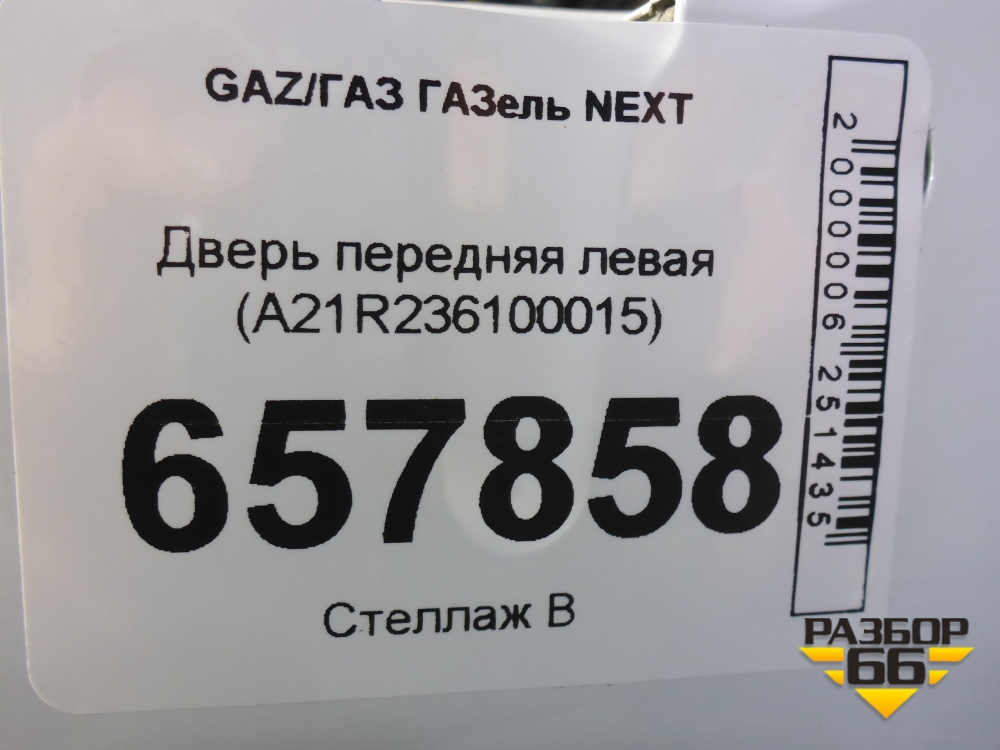 GAZ/ГАЗ ГАЗель NEXT
Дверь передняя левая
(A21R236100015)
657858
Стеллаж В
2000006251435
РАЗБОР
66